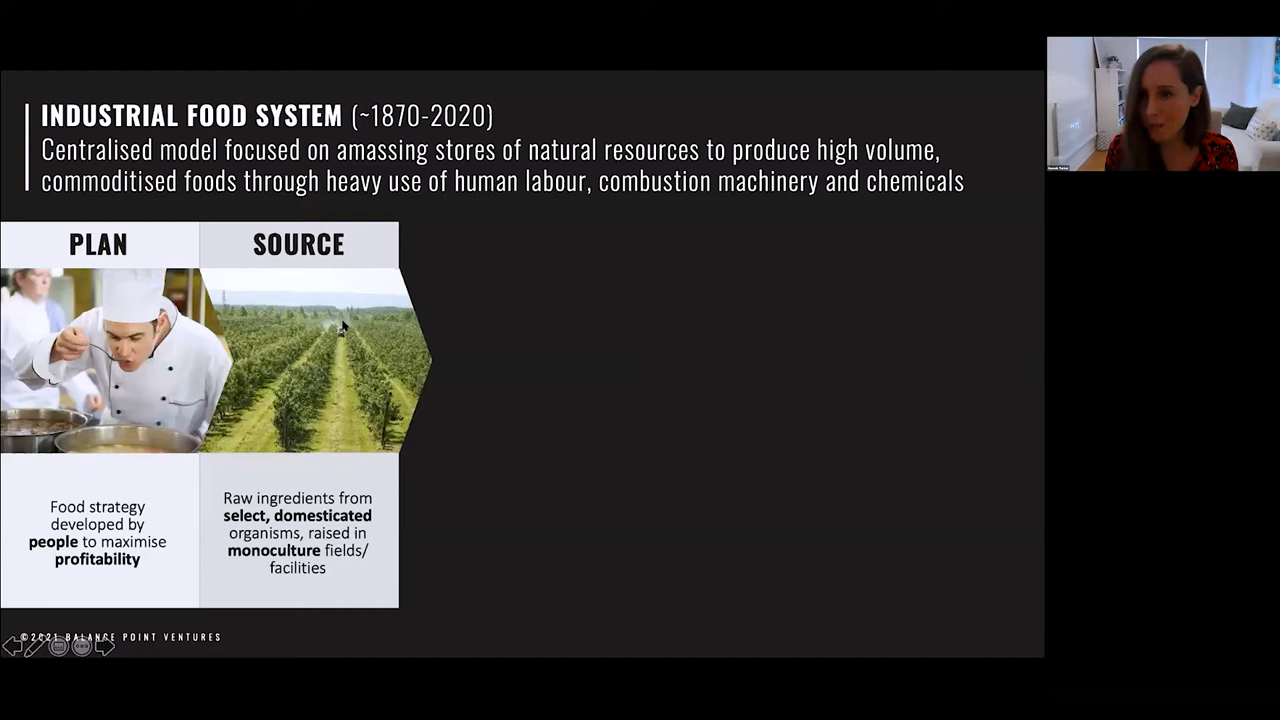 INDUSTRIAL FOOD SYSTEM (~1870-2020)
Centralised model focused on amassing stores of natural resources to produce high volume,
commoditised foods through heavy use of human labour, combustion machinery and chemicals
PLAN
SOURCE
Food strategy
developed by
people to maximise
profitability
Raw ingredients from
select, domesticated
organisms, raised in
monoculture fields/
facilities
©2021 BALANCE POINT VENTURES